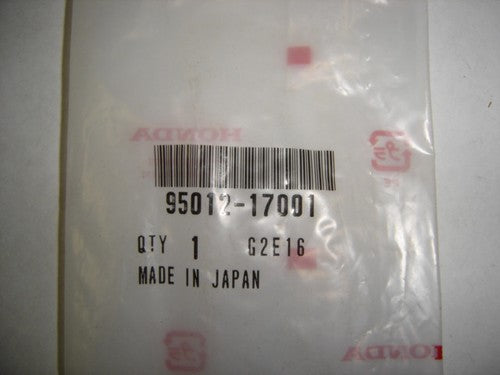 HONDA
95012-17001
QTY 1 G2E16
MADE IN JAPAN
HONDA